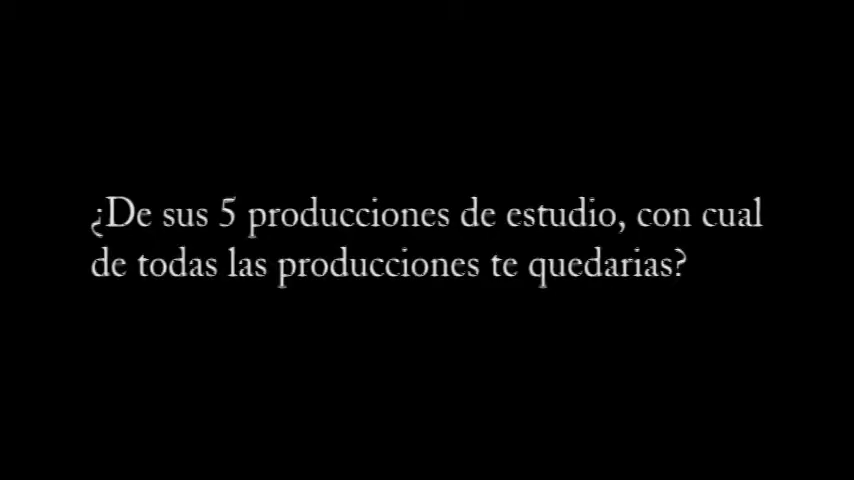 ¿De sus 5 producciones de estudio, con cual
de todas las producciones te quedarias?